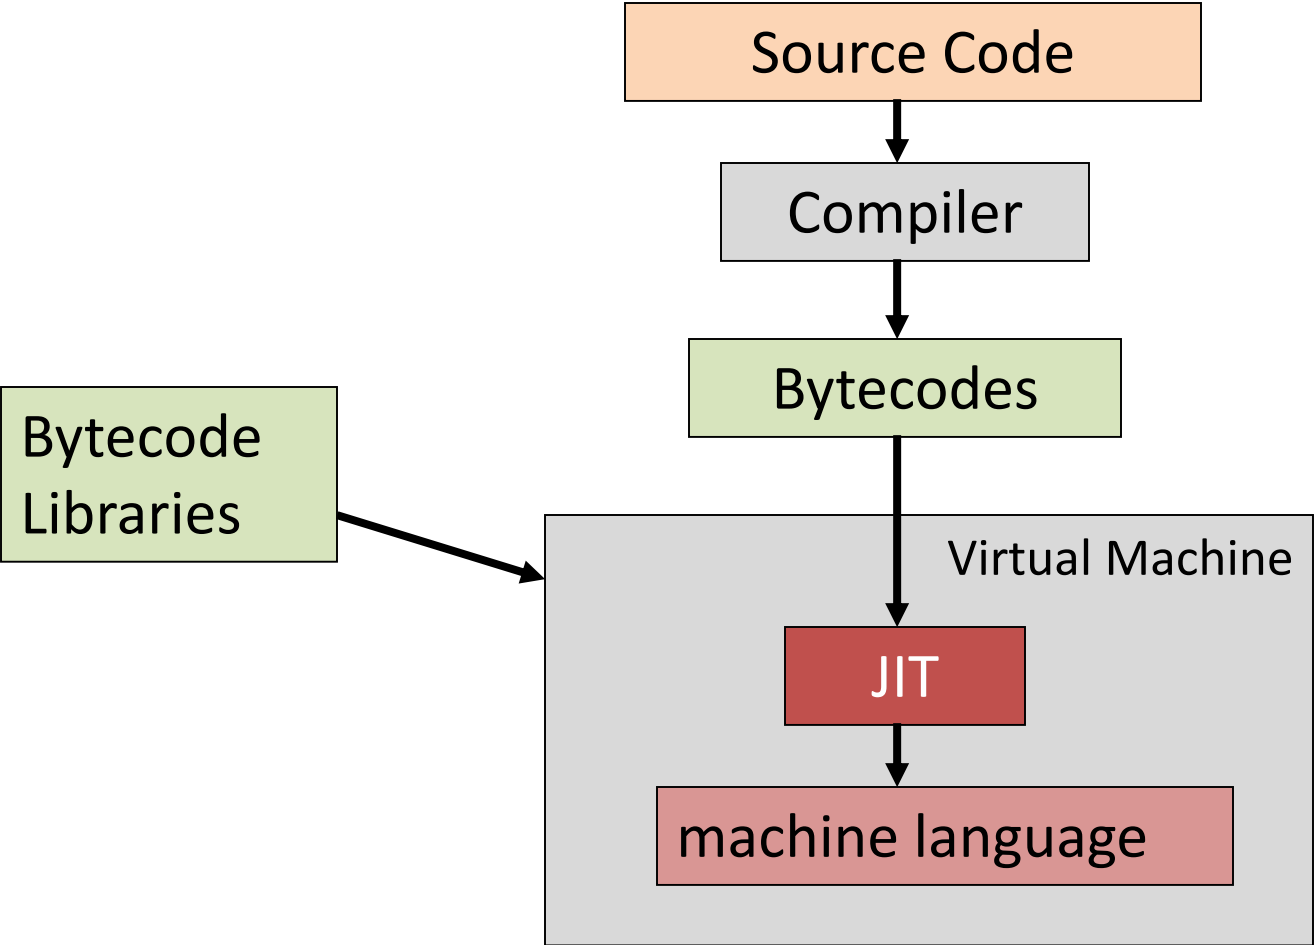 Source Code
Compiler
Bytecodes
Bytecode
Libraries
Virtual Machine
JIT
machine language